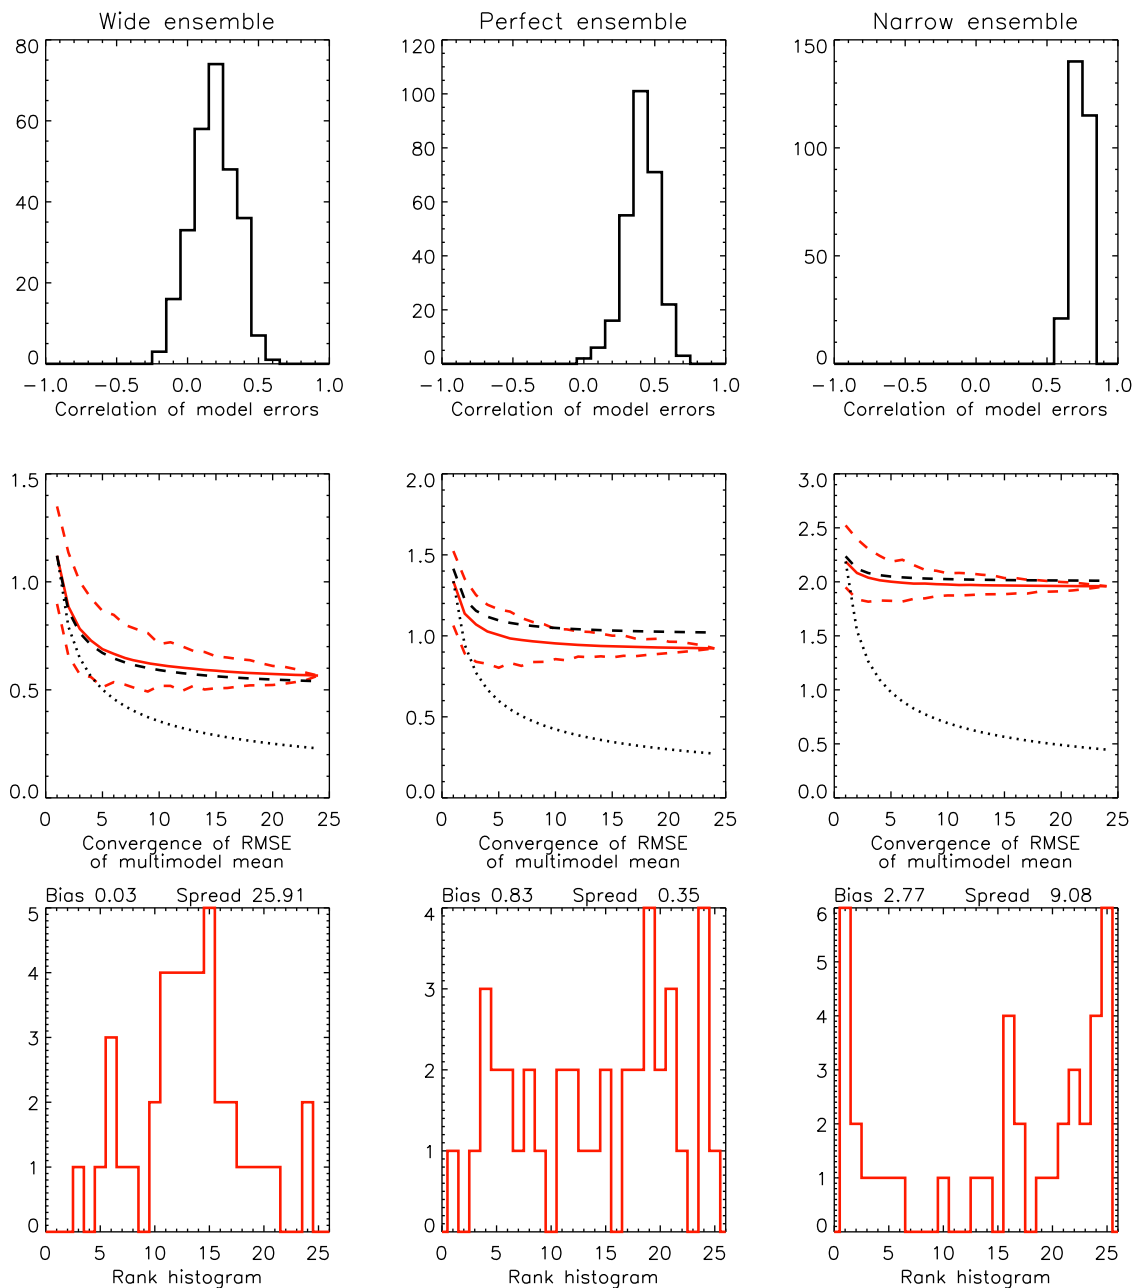 Wide ensemble
Perfect ensemble
Narrow ensemble
80
60
40
20
0
-1.0 -0.5 0.0 0.5 1.0
Correlation of model errors
120
100
80
60
40
20
0
-1.0 -0.5 0.0 0.5 1.0
Correlation of model errors
150
100
50
0
-1.0 -0.5 0.0 0.5 1.0
Correlation of model errors
1.5
1.0
0.5
0.0
0 5 10 15 20 25
Convergence of RMSE
of multimodel mean
2.0
1.5
1.0
0.5
0.0
0 5 10 15 20 25
Convergence of RMSE
of multimodel mean
3.0
2.5
2.0
1.5
1.0
0.5
0.0
0 5 10 15 20 25
Convergence of RMSE
of multimodel mean
Bias 0.03 Spread 25.91
5
4
3
2
1
0
0 5 10 15 20 25
Rank histogram
Bias 0.83 Spread 0.35
4
3
2
1
0
0 5 10 15 20 25
Rank histogram
Bias 2.77 Spread 9.08
6
5
4
3
2
1
0
0 5 10 15 20 25
Rank histogram